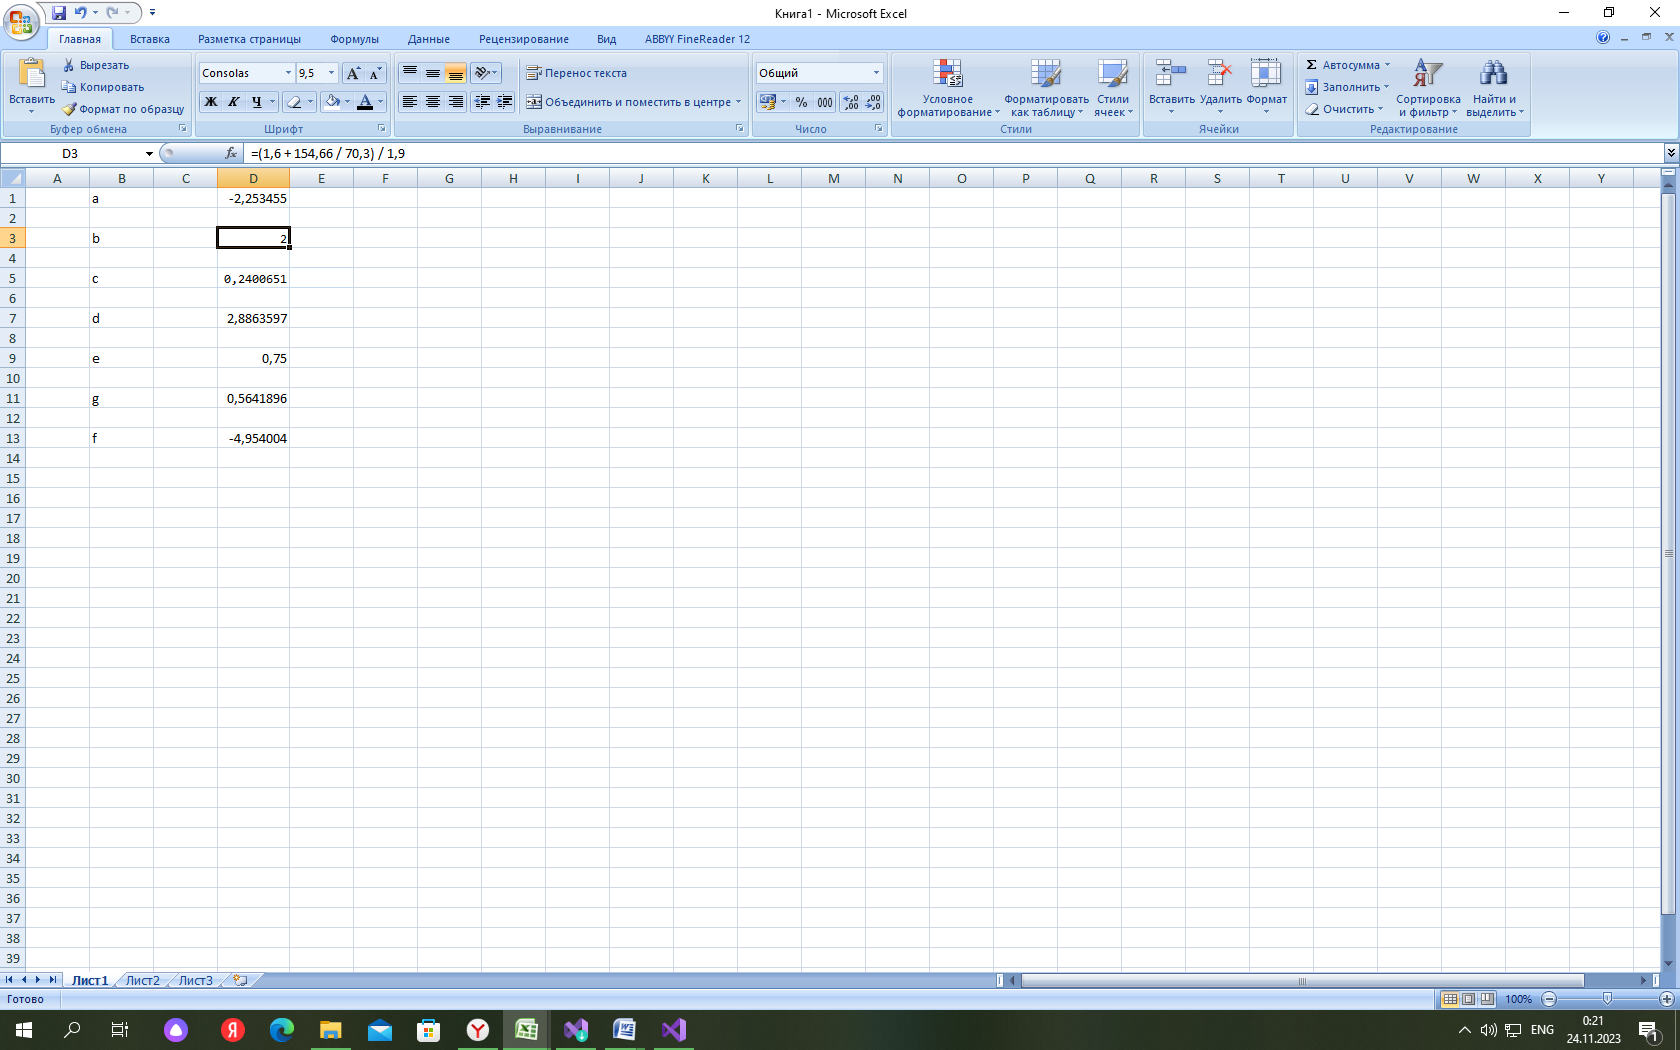 Книга1 - Microsoft Excel
Главная Вставка Разметка страницы Формулы Данные Рецензирование Вид ABBYY FineReader 12
Вставить
Вырезать
Копировать
Формат по образцу
Буфер обмена
Consolas 9,5
Ж К Ч
Шрифт
Перенос текста
Объединить и поместить в центре
Выравнивание
Общий
% 000
Число
Условное форматирование
Форматировать как таблицу
Стили ячеек
Стили
Вставить Удалить Формат
Ячейки
Σ Автосумма
Заполнить
Очистить
Сортировка и фильтр
Найти и выделить
Редактирование
D3 fx =(1,6 + 154,66 / 70,3) / 1,9
A B C D E F G H I J K L M N O P Q R S T U V W X Y
1 a -2,253455
2
3 b 2
4
5 c 0,2400651
6
7 d 2,8863597
8
9 e 0,75
10
11 g 0,5641896
12
13 f -4,954004
14
15
16
17
18
19
20
21
22
23
24
25
26
27
28
29
30
31
32
33
34
35
36
37
38
39
Лист1 Лист2 Лист3
Готово 100%
ENG
0:21
24.11.2023
1